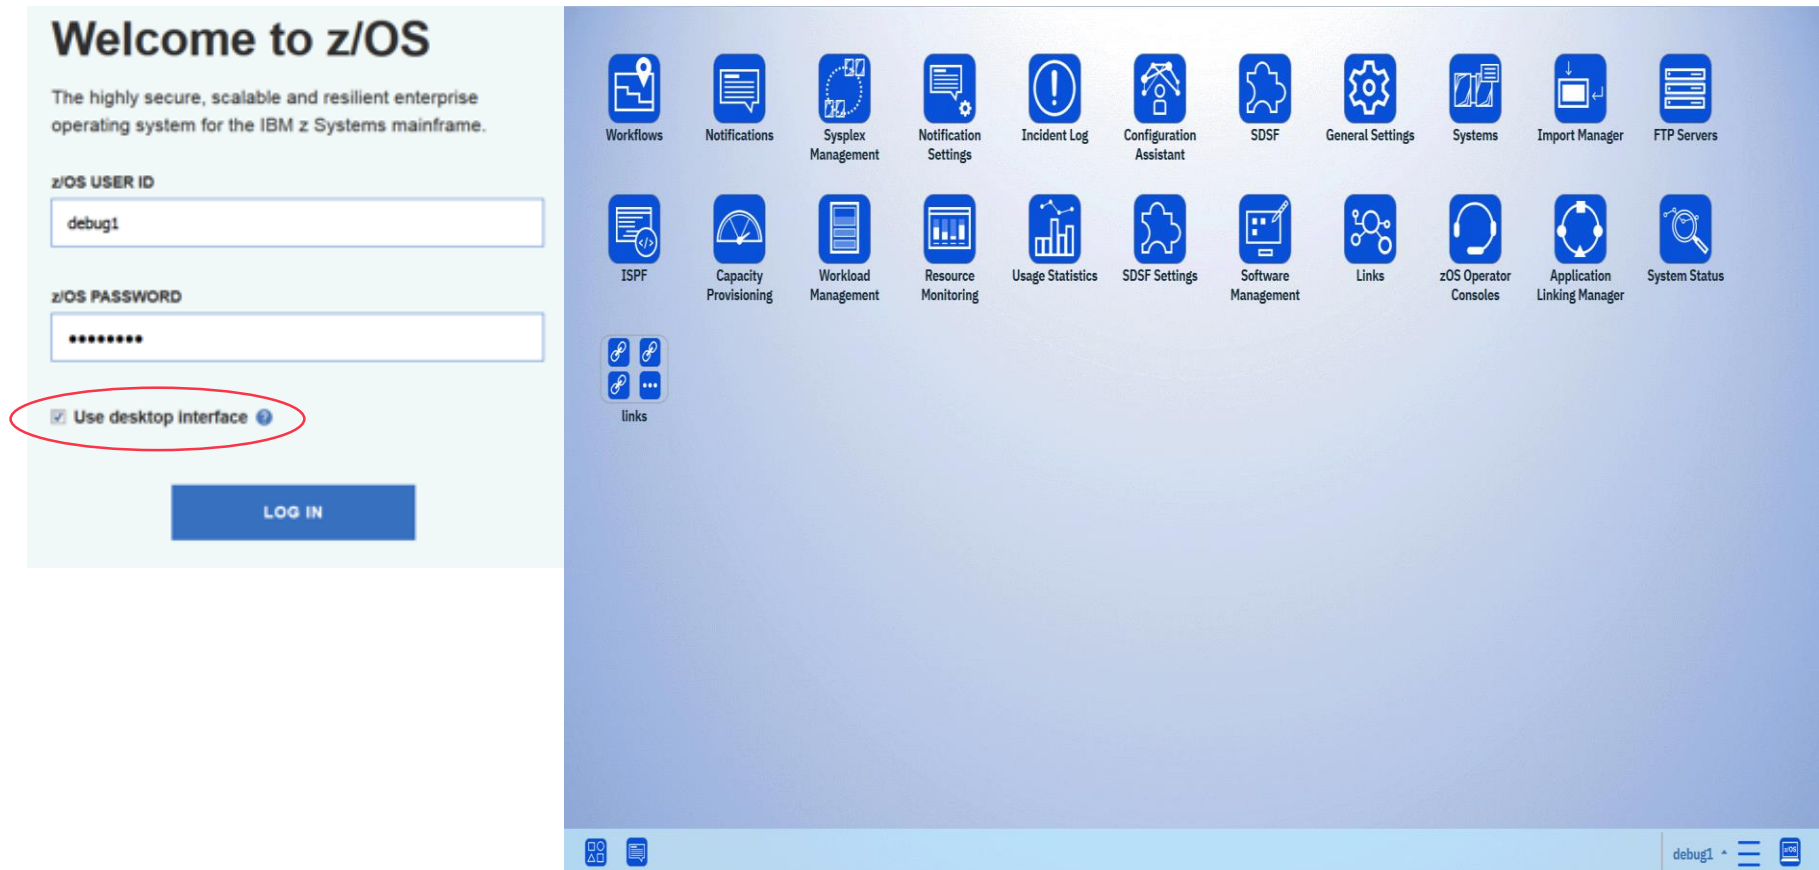 Welcome to z/OS
The highly secure, scalable and resilient enterprise
operating system for the IBM z Systems mainframe.
z/OS USER ID
debug1
z/OS PASSWORD
••••••••
Use desktop interface ?
LOG IN
Workflows
Notifications
Sysplex
Management
Notification
Settings
Incident Log
Configuration
Assistant
SDSF
General Settings
Systems
Import Manager
FTP Servers
ISPF
Capacity
Provisioning
Workload
Management
Resource
Monitoring
Usage Statistics
SDSF Settings
Software
Management
Links
zOS Operator
Consoles
Application
Linking Manager
System Status
links
debug1
z/OS